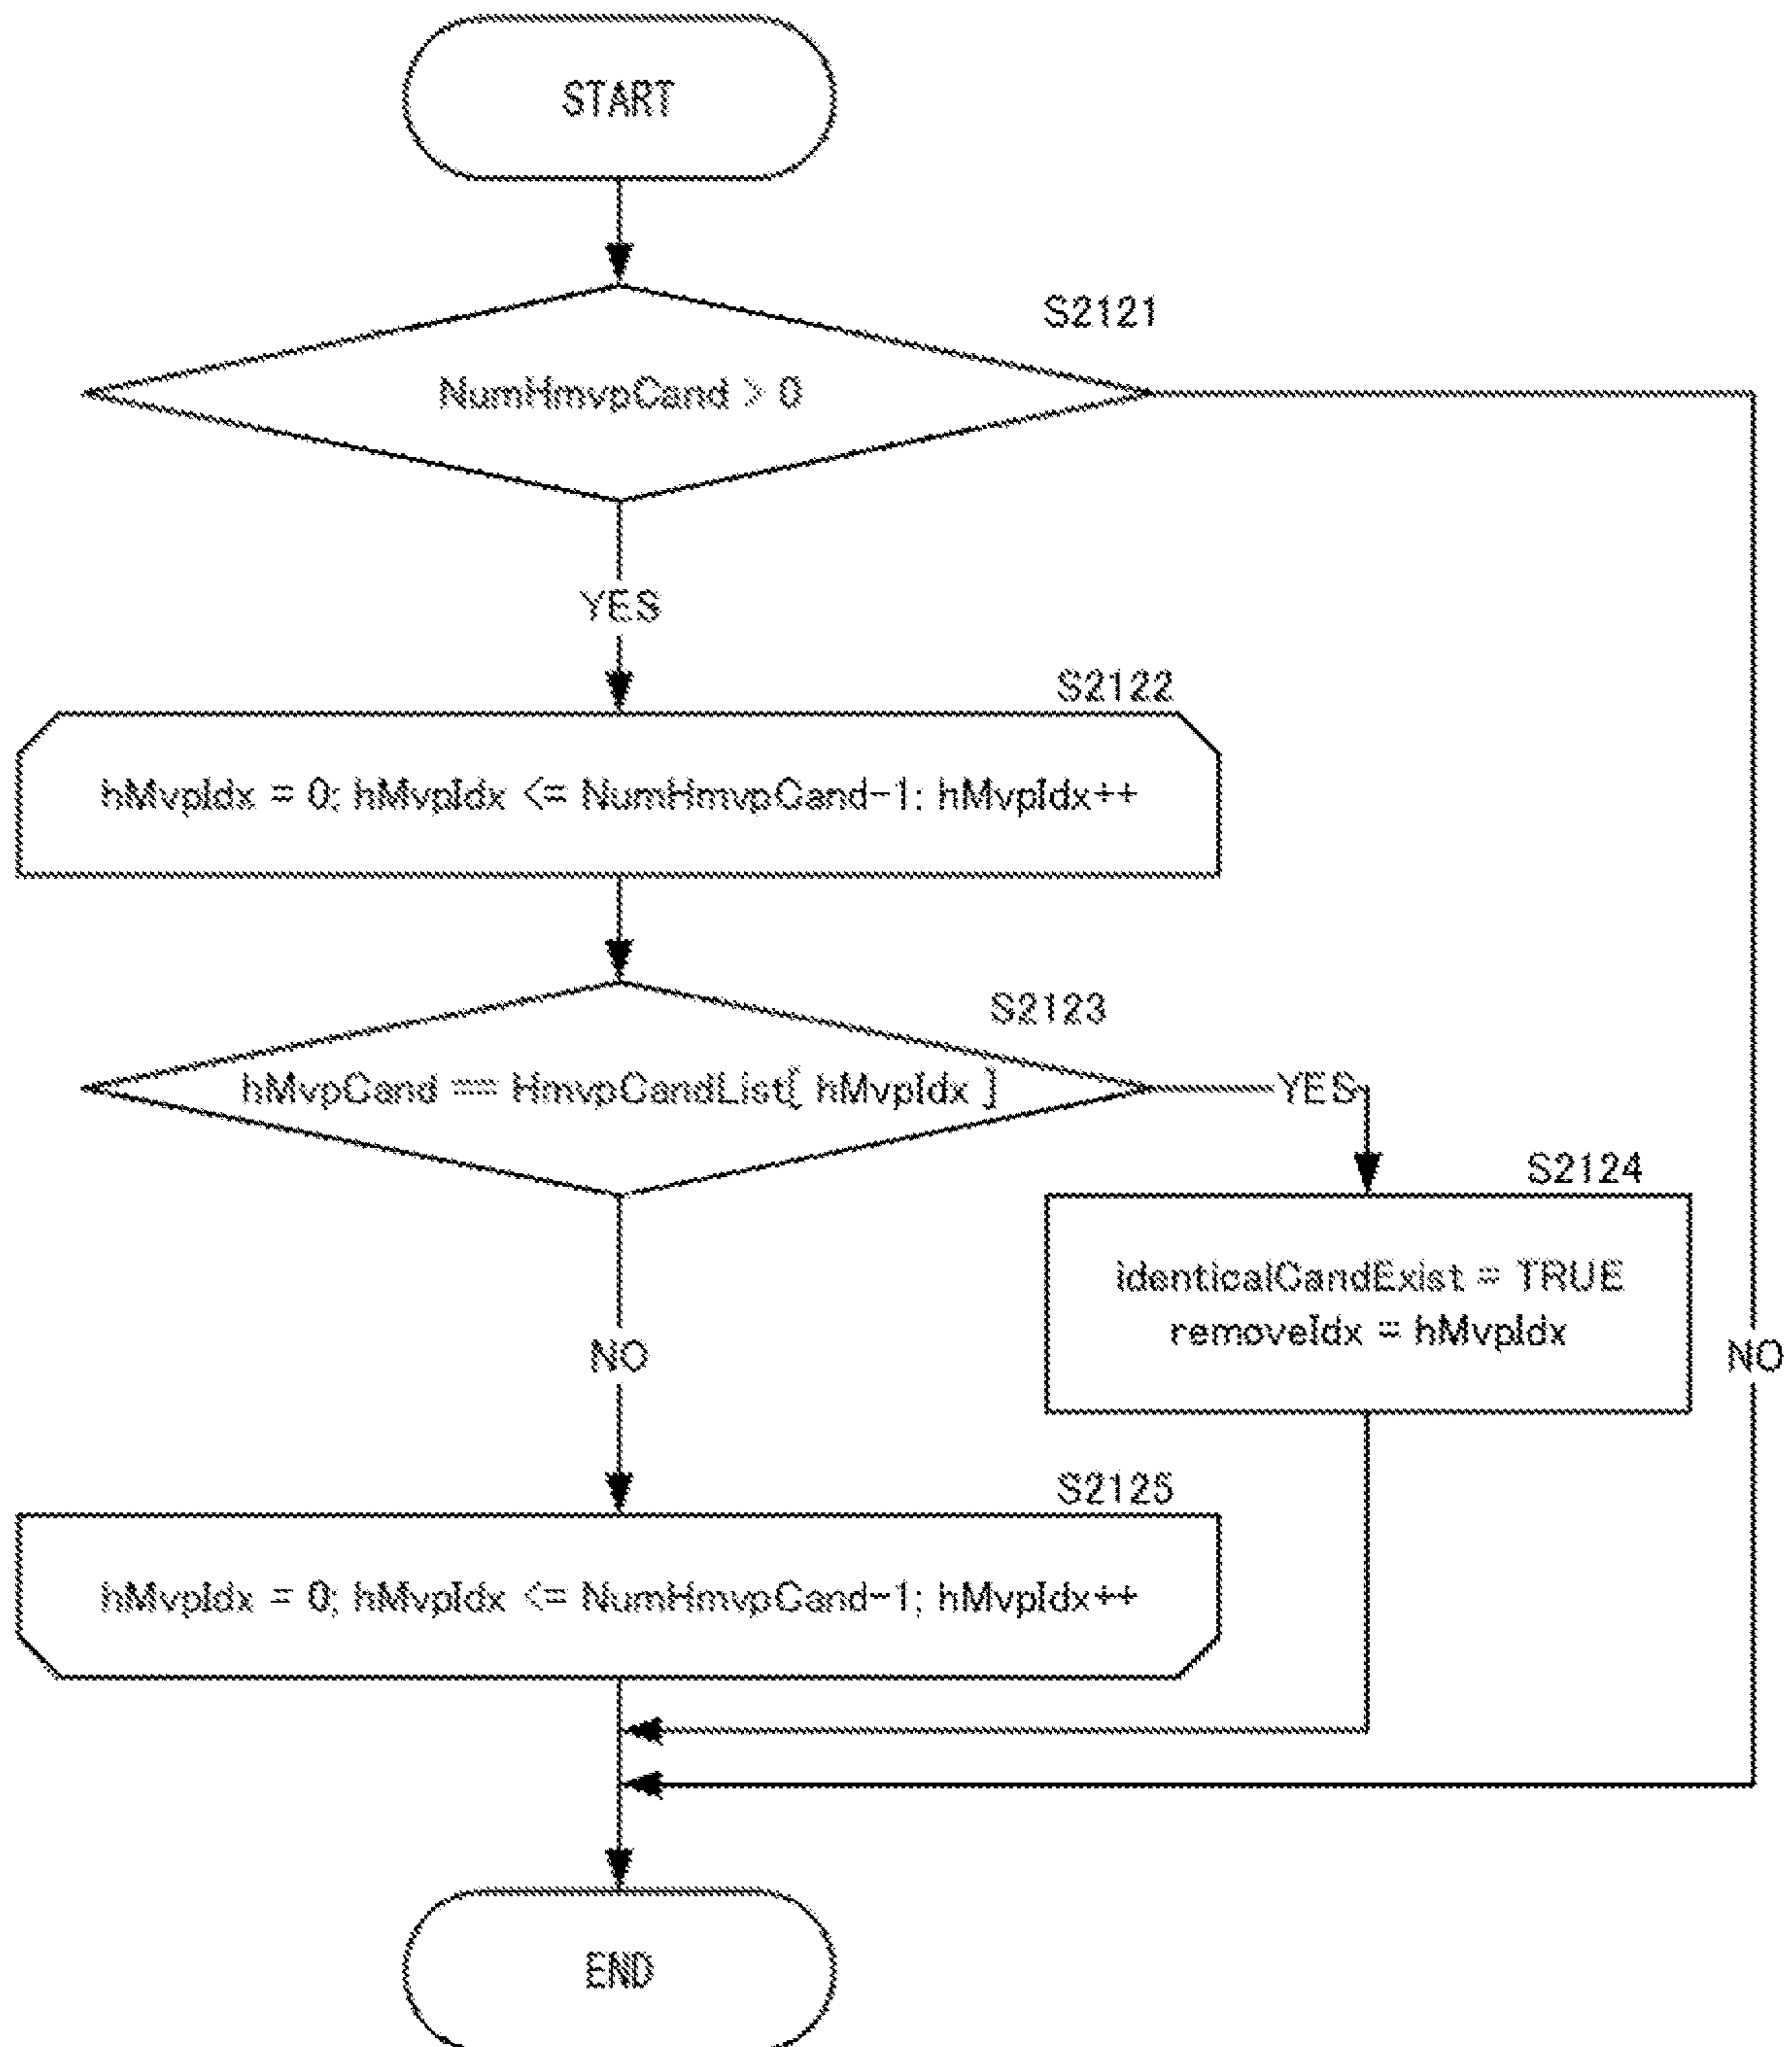 START
S2121
NumHmvpCand > 0
YES
S2122
hMvpIdx = 0; hMvpIdx <= NumHmvpCand-1; hMvpIdx++
S2123
hMvpCand == HmvpCandList[ hMvpIdx ]
YES
S2124
identicalCandExist = TRUE
removeIdx = hMvpIdx
NO
NO
S2125
hMvpIdx = 0; hMvpIdx <= NumHmvpCand-1; hMvpIdx++
END